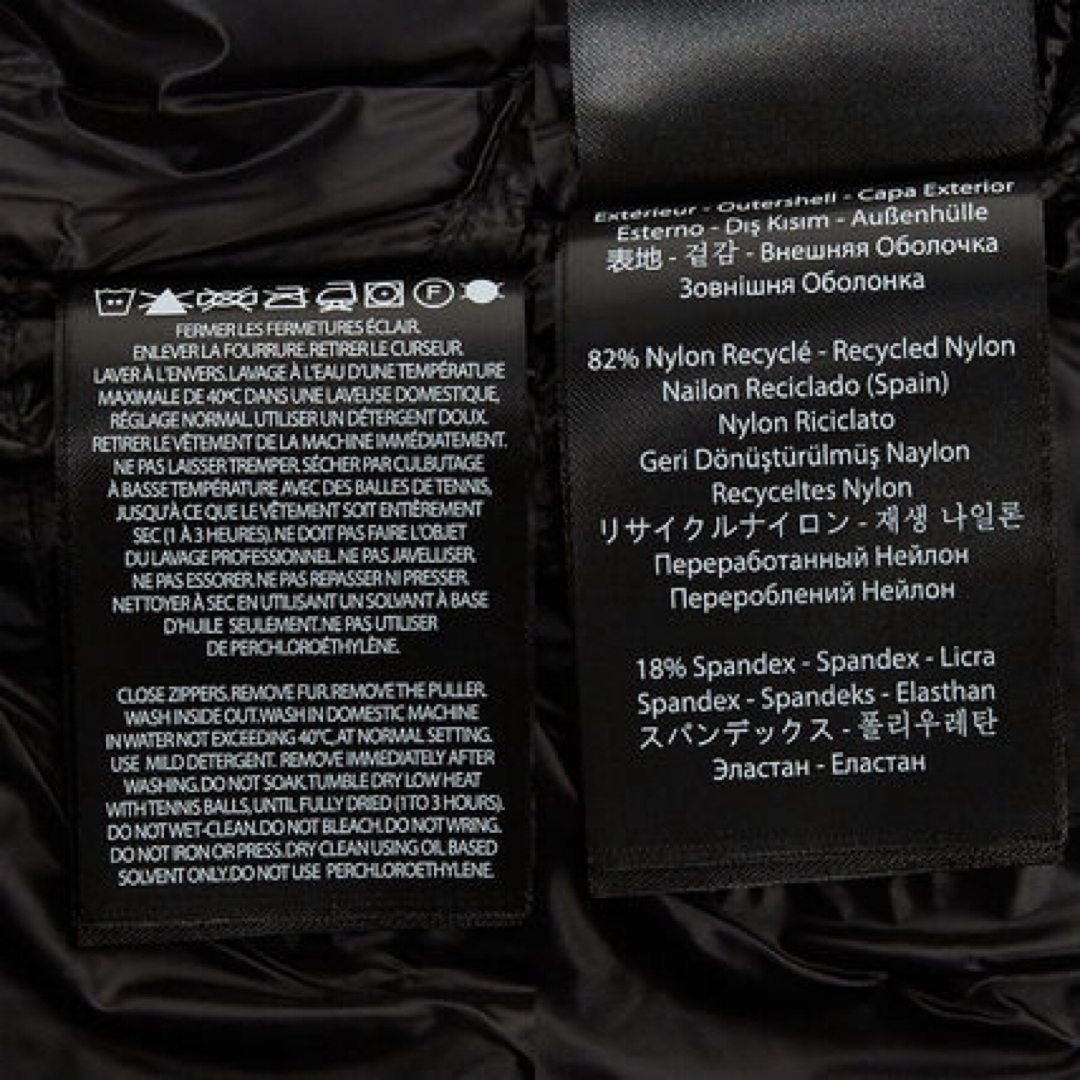 FERMER LES FERMETURES ÉCLAIR.
ENLEVER LA FOURRURE. RETIRER LE CURSEUR.
LAVER À L'ENVERS. LAVAGE À L'EAU D'UNE TEMPÉRATURE
MAXIMALE DE 40°C DANS UNE LAVEUSE DOMESTIQUE,
RÉGLAGE NORMAL. UTILISER UN DÉTERGENT DOUX.
RETIRER LE VÊTEMENT DE LA MACHINE IMMÉDIATEMENT.
NE PAS LAISSER TREMPER. SÉCHER PAR CULBUTAGE
À BASSE TEMPÉRATURE AVEC DES BALLES DE TENNIS,
JUSQU'À CE QUE LE VÊTEMENT SOIT ENTIÈREMENT
SEC (1 À 3 HEURES). NE DOIT PAS FAIRE L'OBJET
DU LAVAGE PROFESSIONNEL. NE PAS JAVELLISER.
NE PAS ESSORER. NE PAS REPASSER NI PRESSER.
NETTOYER À SEC EN UTILISANT UN SOLVANT À BASE
D'HUILE SEULEMENT. NE PAS UTILISER
DE PERCHLOROÉTHYLÈNE.
CLOSE ZIPPERS. REMOVE FUR. REMOVE THE PULLER.
WASH INSIDE OUT. WASH IN DOMESTIC MACHINE
IN WATER NOT EXCEEDING 40°C, AT NORMAL SETTING.
USE MILD DETERGENT. REMOVE IMMEDIATELY AFTER
WASHING. DO NOT SOAK. TUMBLE DRY LOW HEAT
WITH TENNIS BALLS, UNTIL FULLY DRIED (1 TO 3 HOURS).
DO NOT WET-CLEAN. DO NOT BLEACH. DO NOT WRING.
DO NOT IRON OR PRESS. DRY CLEAN USING OIL BASED
SOLVENT ONLY. DO NOT USE PERCHLOROETHYLENE.
Extérieur - Outershell - Capa Exterior
Esterno - Dış Kısım - Außenhülle
表地 - 겉감 - Внешняя Оболочка
Зовнішня Оболонка
82% Nylon Recyclé - Recycled Nylon
Nailon Reciclado (Spain)
Nylon Riciclato
Geri Dönüştürülmüş Naylon
Recyceltes Nylon
リサイクルナイロン - 재생 나일론
Переработанный Нейлон
Перероблений Нейлон
18% Spandex - Spandex - Licra
Spandex - Spandeks - Elasthan
スパンデックス - 폴리우레탄
Эластан - Еластан